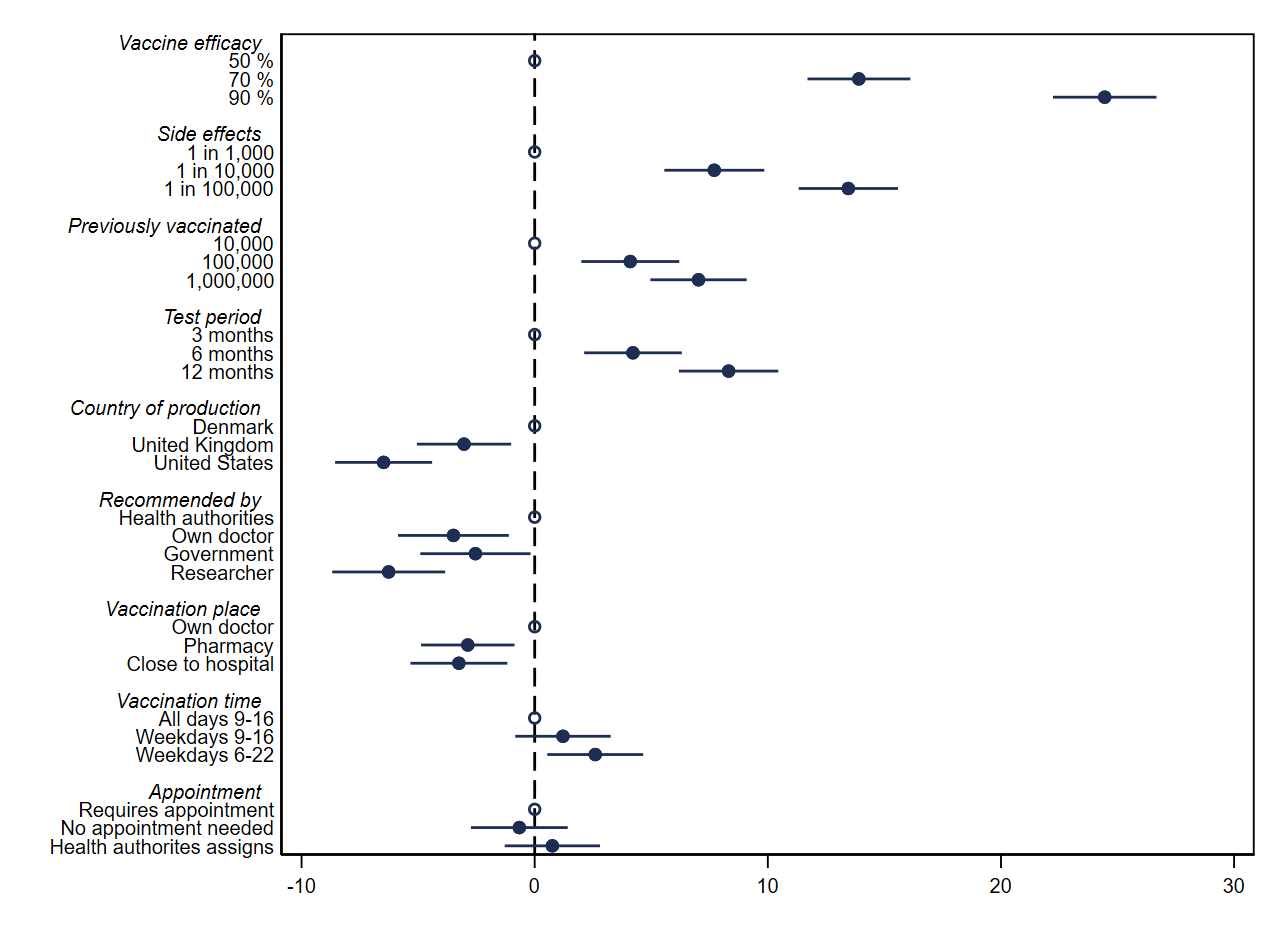 Vaccine efficacy
50 %
70 %
90 %
Side effects
1 in 1,000
1 in 10,000
1 in 100,000
Previously vaccinated
10,000
100,000
1,000,000
Test period
3 months
6 months
12 months
Country of production
Denmark
United Kingdom
United States
Recommended by
Health authorities
Own doctor
Government
Researcher
Vaccination place
Own doctor
Pharmacy
Close to hospital
Vaccination time
All days 9-16
Weekdays 9-16
Weekdays 6-22
Appointment
Requires appointment
No appointment needed
Health authorites assigns
-10 0 10 20 30